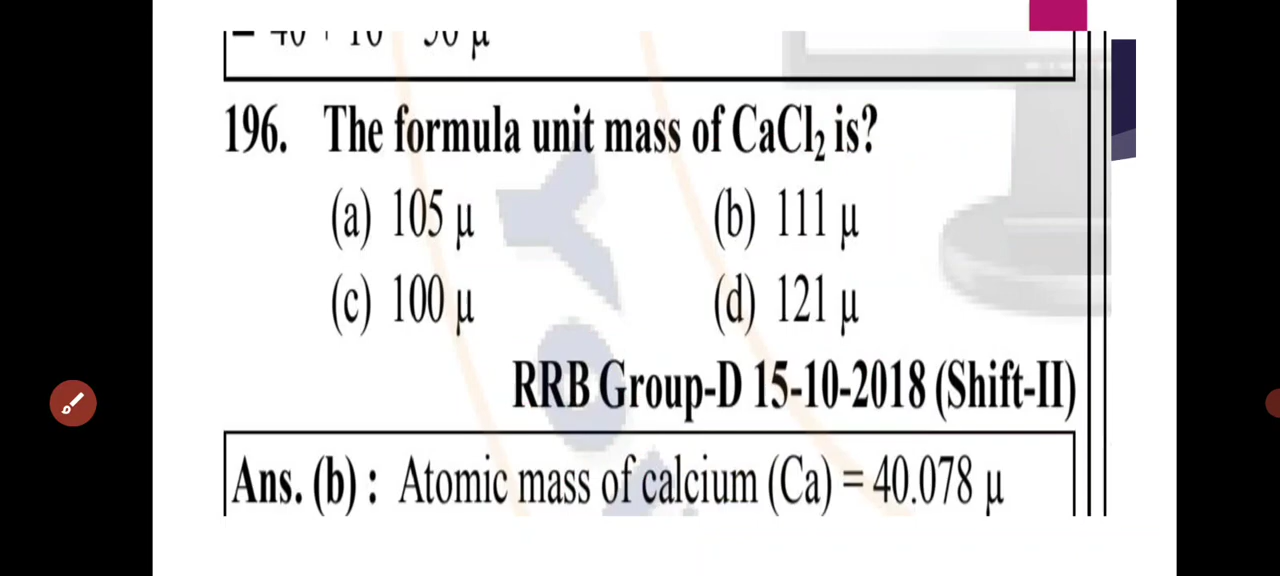 196. The formula unit mass of CaCl₂ is?
(a) 105 μ (b) 111 μ
(c) 100 μ (d) 121 μ
RRB Group-D 15-10-2018 (Shift-II)
Ans. (b) : Atomic mass of calcium (Ca) = 40.078 μ